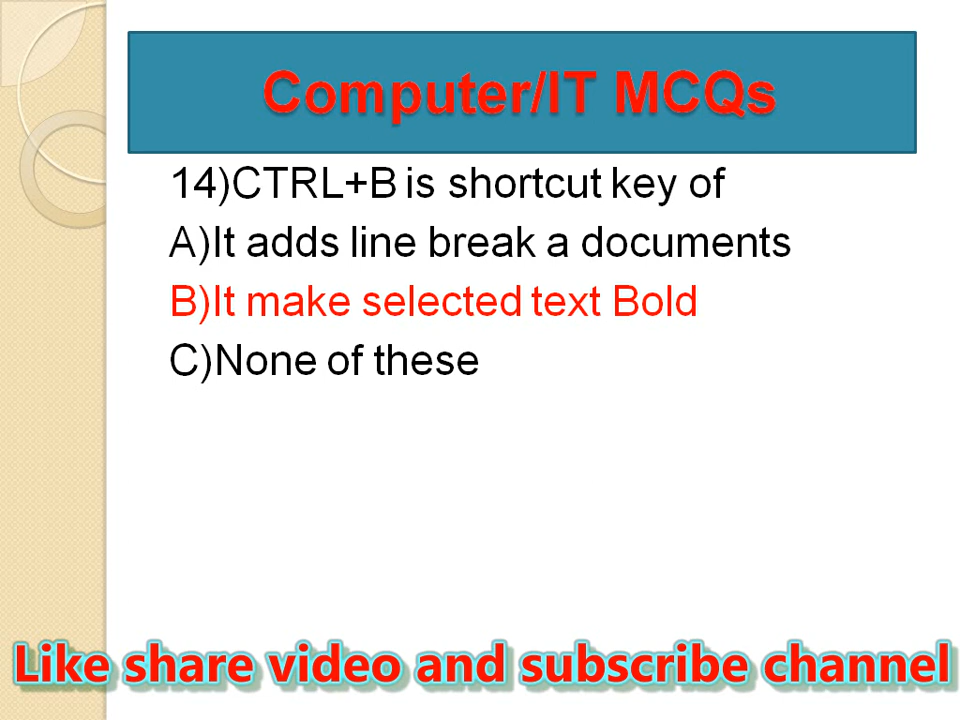 Computer/IT MCQs
14)CTRL+B is shortcut key of
A)It adds line break a documents
B)It make selected text Bold
C)None of these
Like share video and subscribe channel